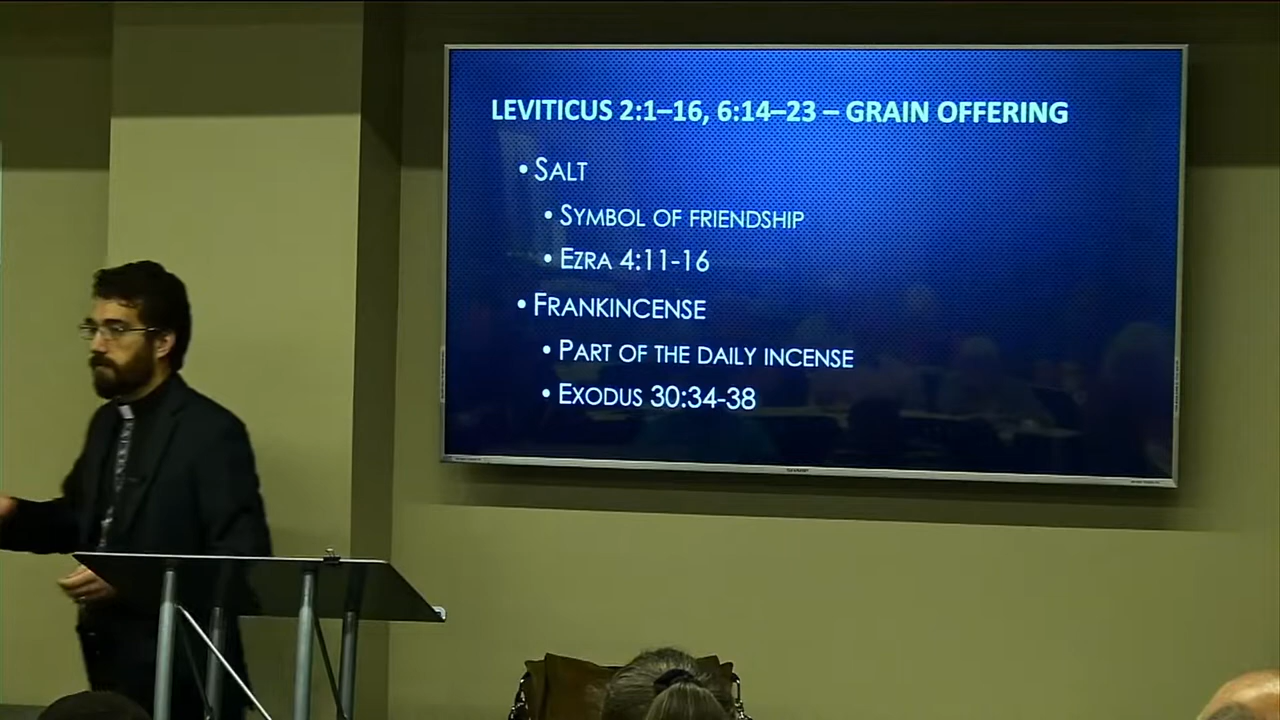 LEVITICUS 2:1–16, 6:14–23 – GRAIN OFFERING
• SALT
• SYMBOL OF FRIENDSHIP
• EZRA 4:11-16
• FRANKINCENSE
• PART OF THE DAILY INCENSE
• EXODUS 30:34-38